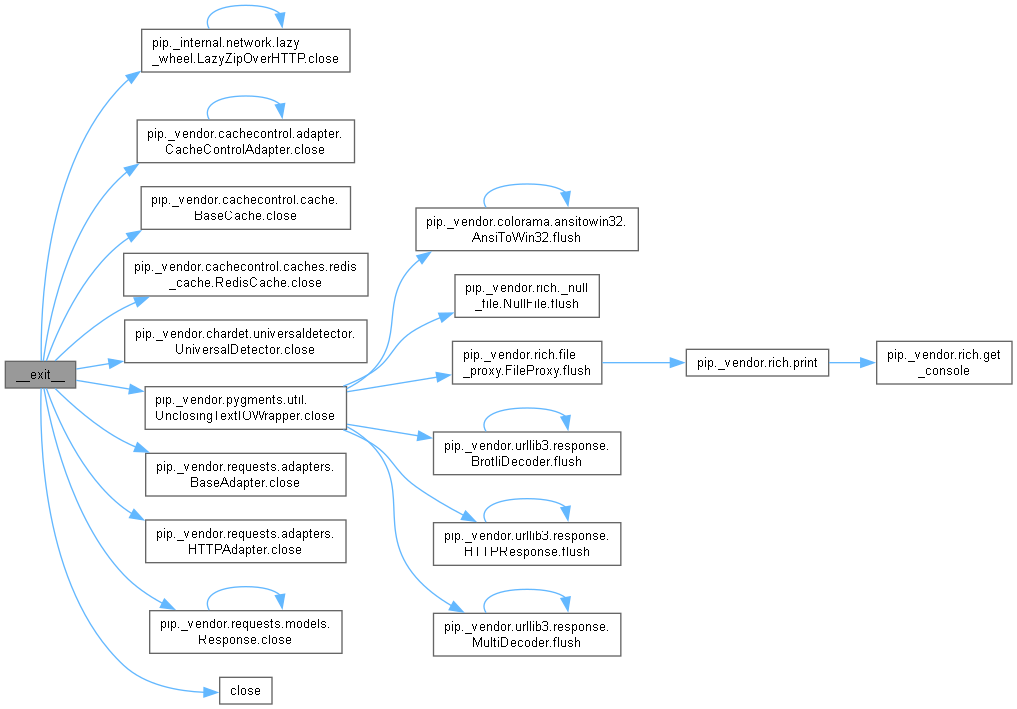 pip._internal.network.lazy
_wheel.LazyZipOverHTTP.close
pip._vendor.cachecontrol.adapter.
CacheControlAdapter.close
pip._vendor.cachecontrol.cache.
BaseCache.close
pip._vendor.cachecontrol.caches.redis
_cache.RedisCache.close
pip._vendor.chardet.universaldetector.
UniversalDetector.close
__exit__
pip._vendor.pygments.util.
UnclosingTextIOWrapper.close
pip._vendor.requests.adapters.
BaseAdapter.close
pip._vendor.requests.adapters.
HTTPAdapter.close
pip._vendor.requests.models.
Response.close
close
pip._vendor.colorama.ansitowin32.
AnsiToWin32.flush
pip._vendor.rich._null
_file.NullFile.flush
pip._vendor.rich.file
_proxy.FileProxy.flush
pip._vendor.urllib3.response.
BrotliDecoder.flush
pip._vendor.urllib3.response.
HTTPResponse.flush
pip._vendor.urllib3.response.
MultiDecoder.flush
pip._vendor.rich.print
pip._vendor.rich.get
_console